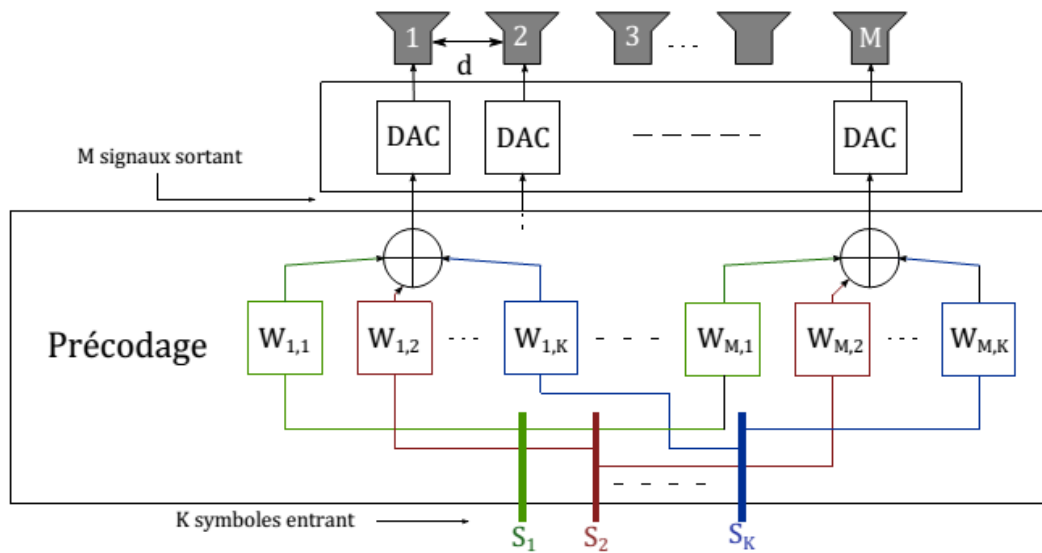 1 2 3 ... M
d
DAC DAC DAC
M signaux sortant
Précodage
W1,1 W1,2 ... W1,K WM,1 WM,2 ... WM,K
K symboles entrant
S1 S2 SK